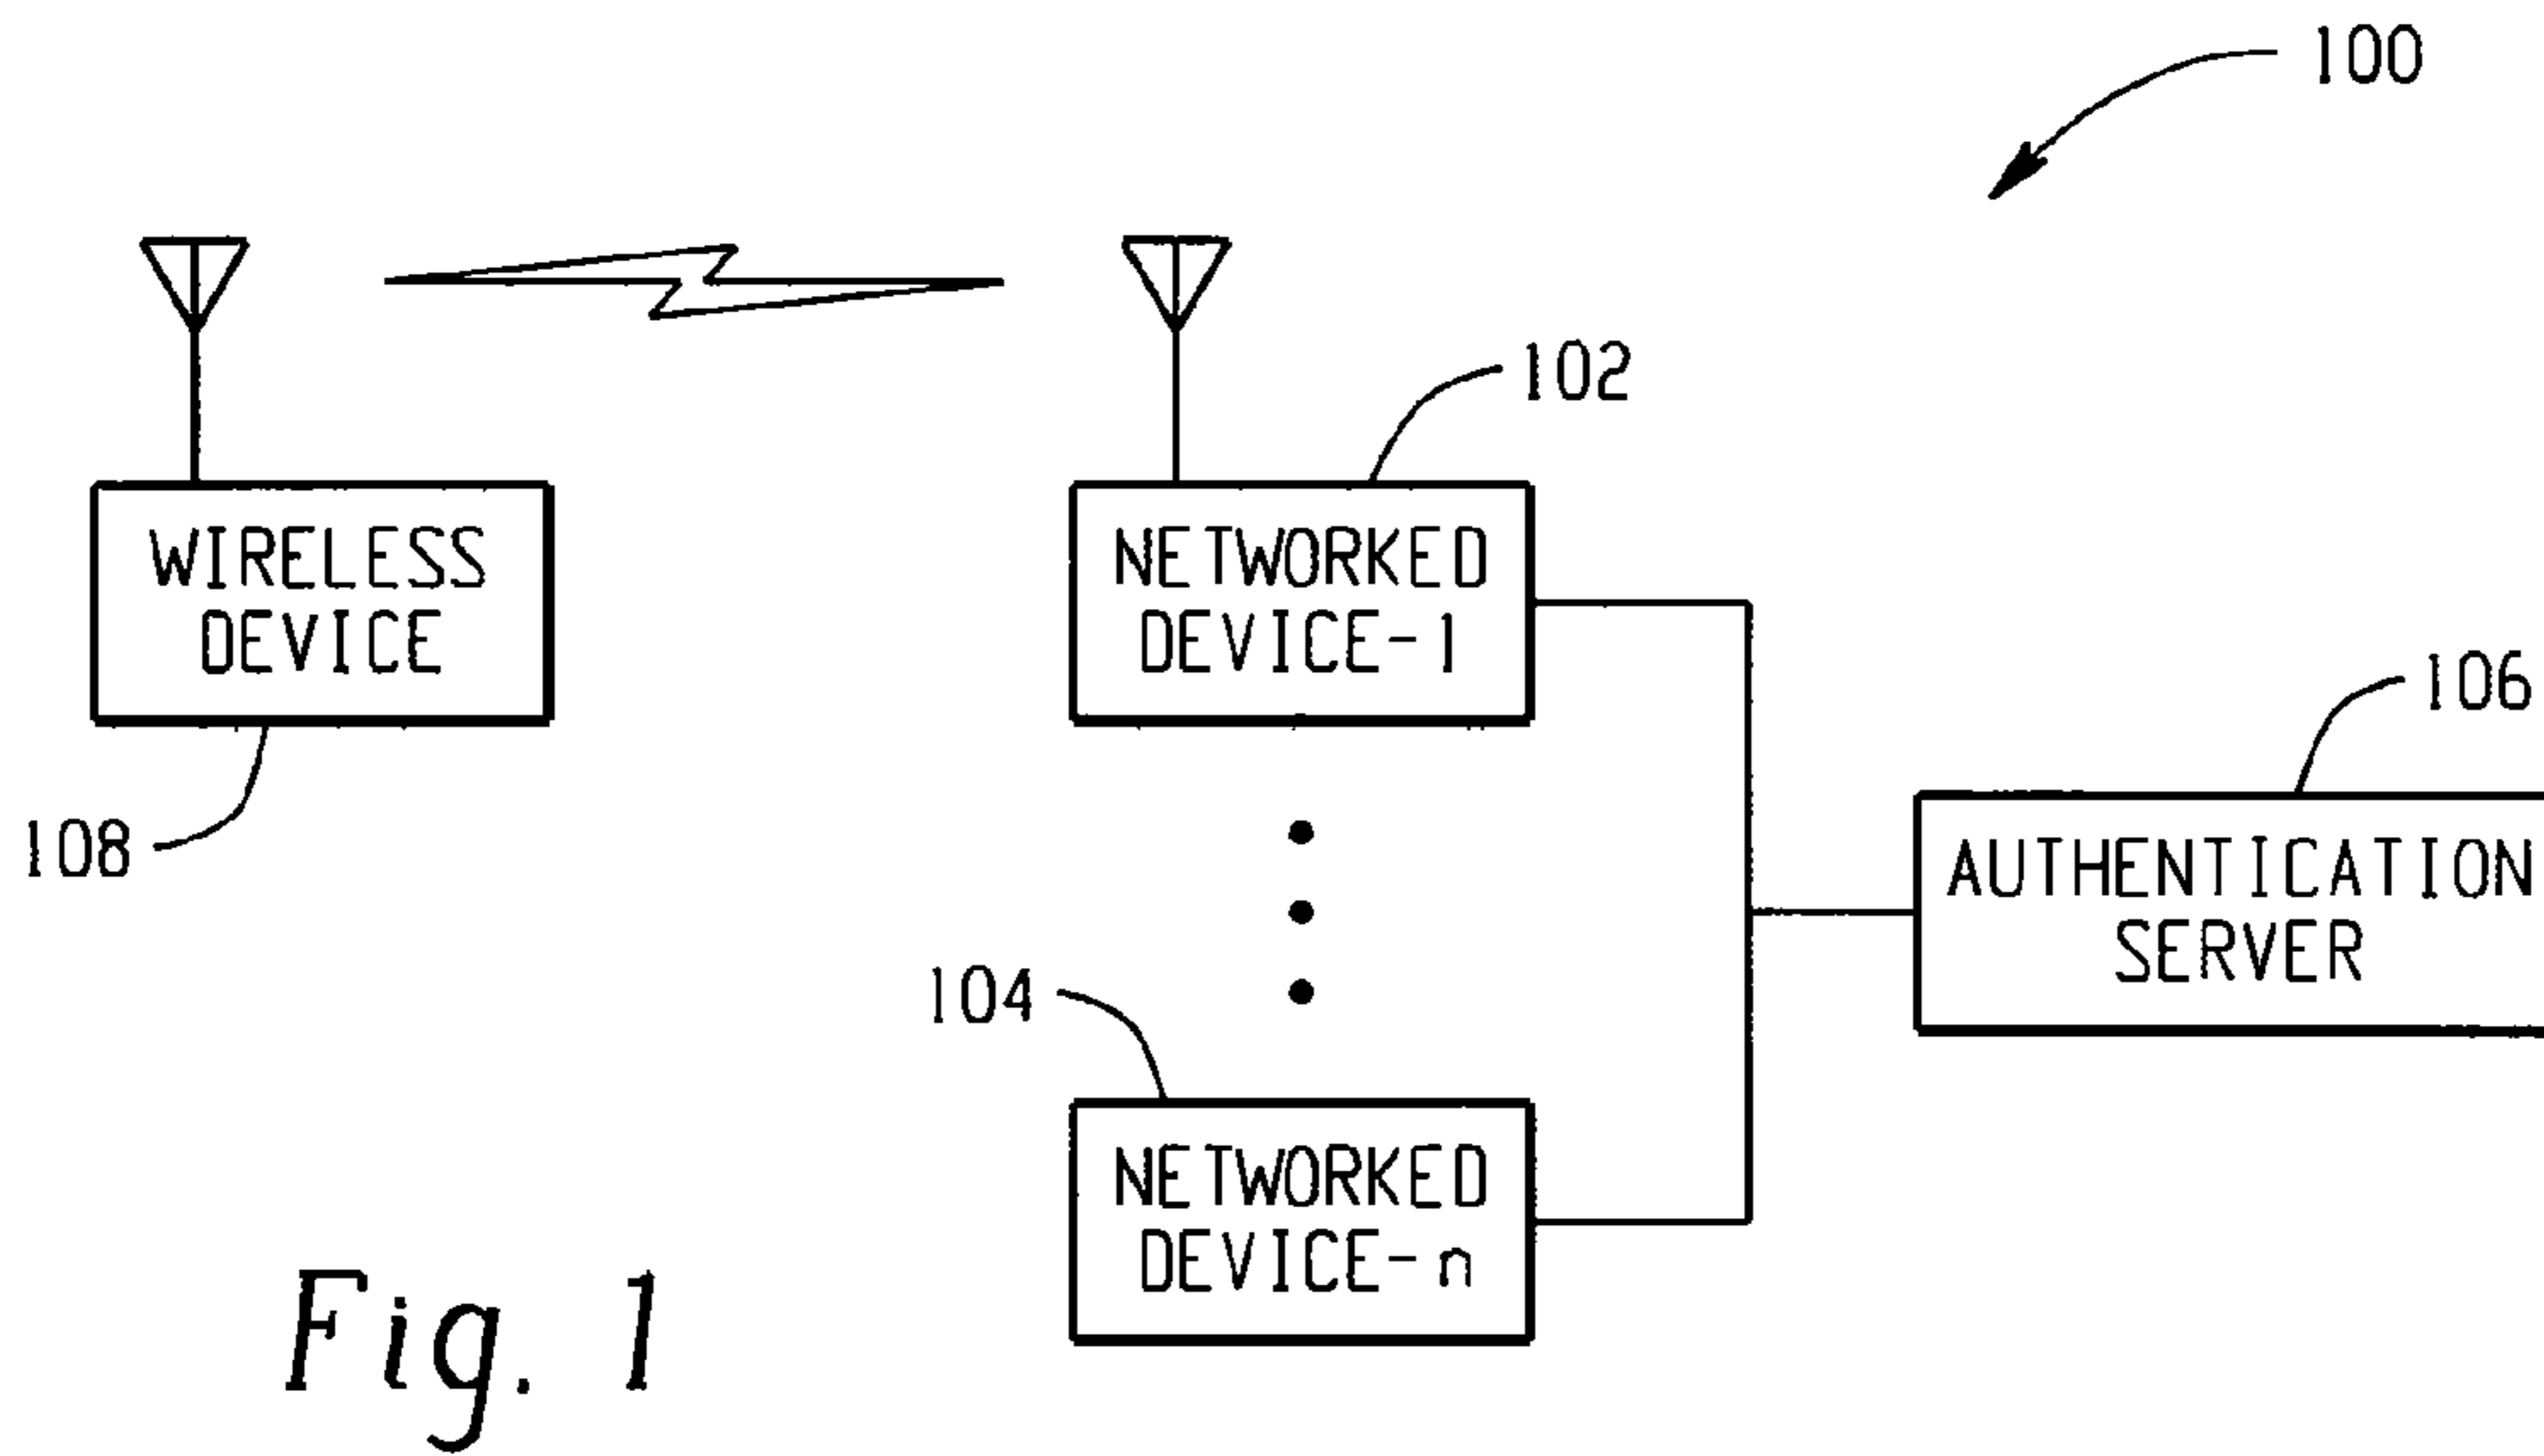 100
102
WIRELESS
DEVICE
NETWORKED
DEVICE-1
106
108
AUTHENTICATION
SERVER
104
NETWORKED
DEVICE-n
Fig. 1